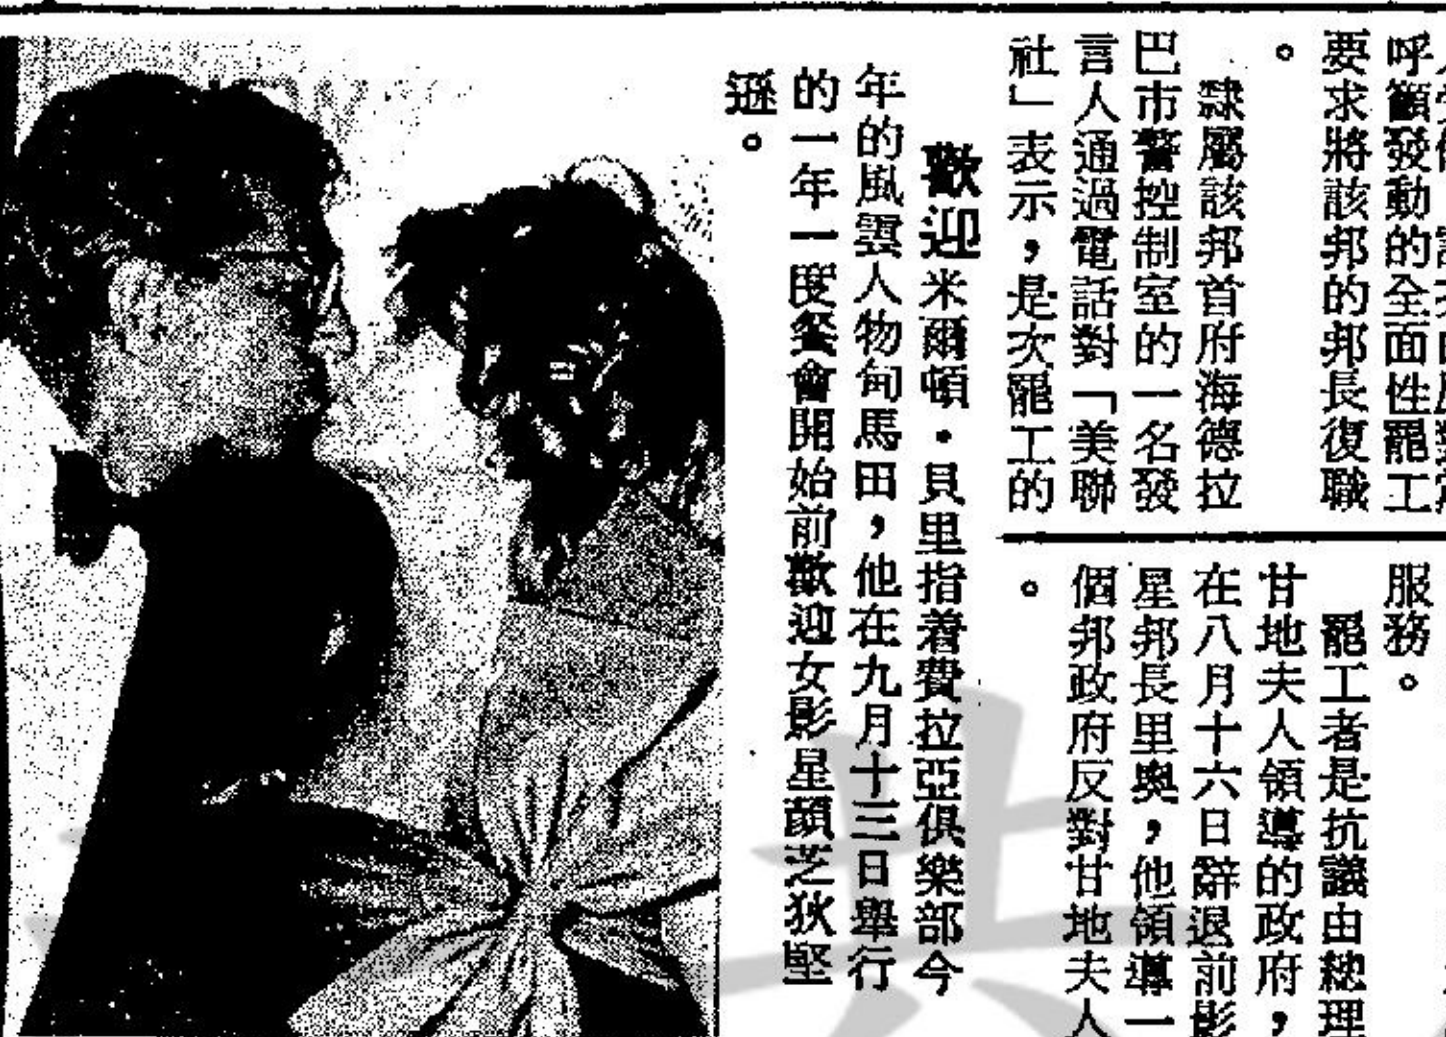 呼籲發動的全面性罷工
要求將該邦的邦長復職
。
隸屬該邦首府海德拉
巴市警控制室的一名發
言人通過電話對「美聯
社」表示，是次罷工的
服務。
罷工者是抗議由總理
甘地夫人領導的政府，
在八月十六日辭退前影
星邦長里奧，他領導一
個邦政府反對甘地夫人
。
歡迎米爾頓・貝里指着費拉亞俱樂部今
年的風雲人物甸馬田，他在九月十三日舉行
的一年一度餐會開始前歡迎女影星顏芝狄堅
遜。